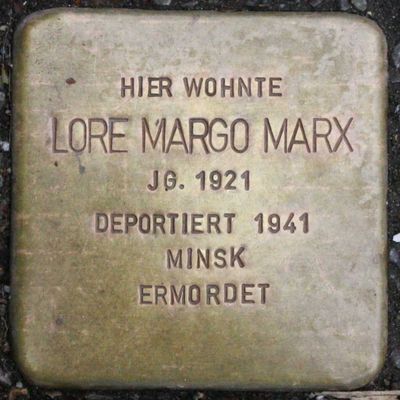 HIER WOHNTE
LORE MARGO MARX
JG. 1921
DEPORTIERT 1941
MINSK
ERMORDET